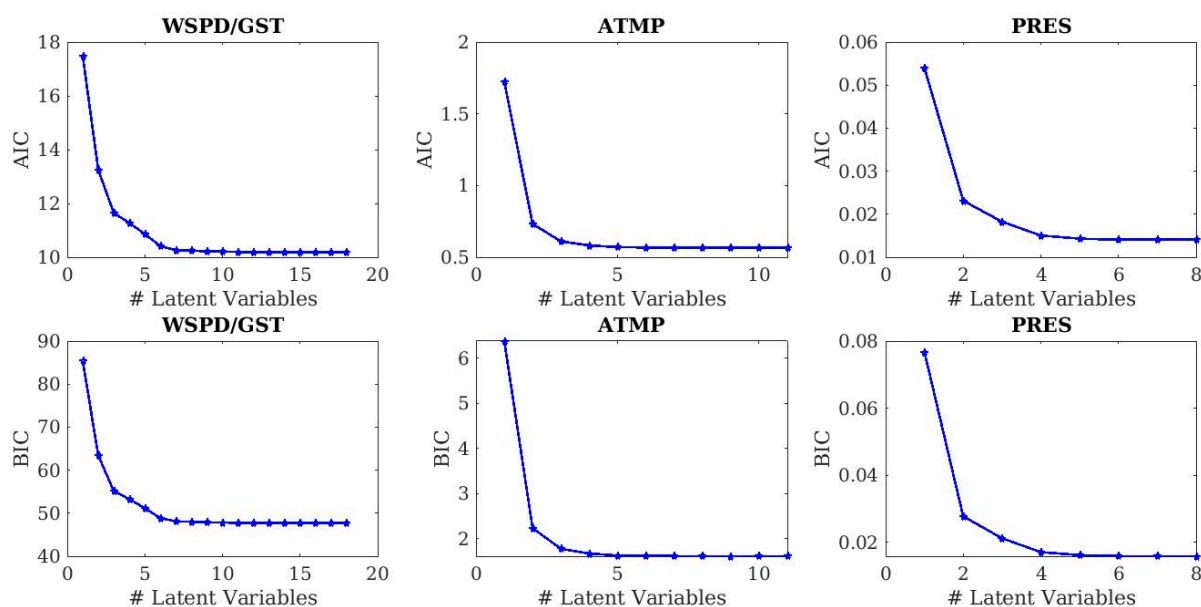 WSPD/GST
18
16
14
12
10
AIC
0 5 10 15 20
# Latent Variables
ATMP
2
1.5
1
0.5
AIC
0 5 10
# Latent Variables
PRES
0.06
0.05
0.04
0.03
0.02
0.01
AIC
0 2 4 6 8
# Latent Variables
WSPD/GST
90
80
70
60
50
40
BIC
0 5 10 15 20
# Latent Variables
ATMP
6
5
4
3
2
BIC
0 5 10
# Latent Variables
PRES
0.08
0.06
0.04
0.02
BIC
0 2 4 6 8
# Latent Variables